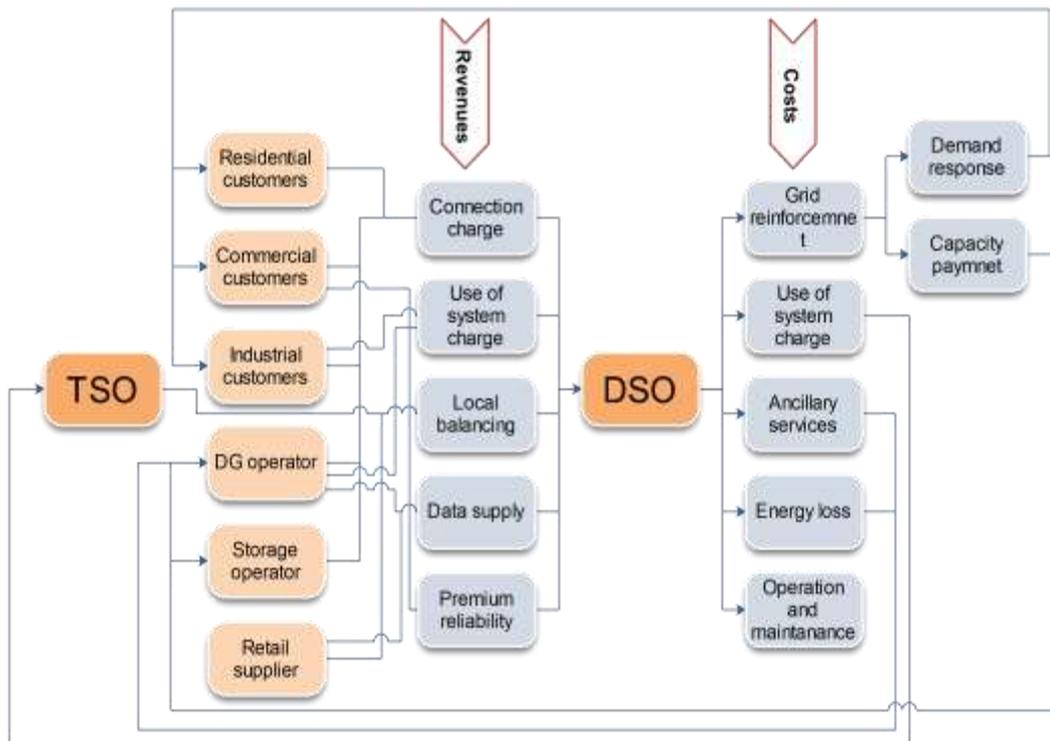 Revenues
Costs
Residential
customers
Commercial
customers
Industrial
customers
TSO
DG operator
Storage
operator
Retail
supplier
Connection
charge
Use of
system
charge
Local
balancing
Data supply
Premium
reliability
DSO
Grid
reinforcemne
t
Use of
system
charge
Ancillary
services
Energy loss
Operation
and
maintanance
Demand
response
Capacity
paymnet